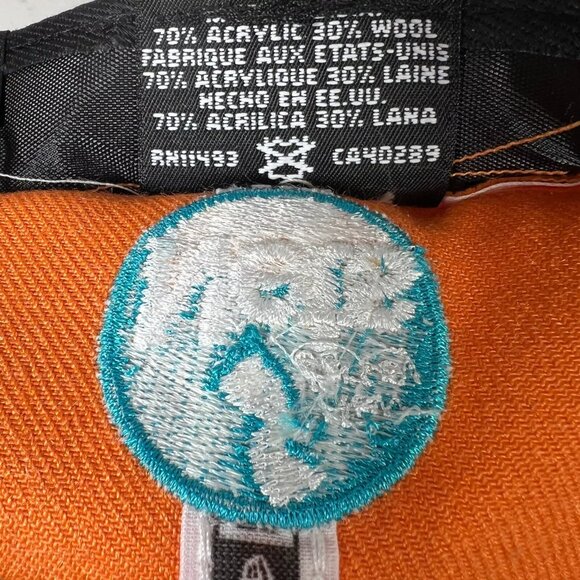 70% ACRYLIC 30% WOOL
FABRIQUE AUX ETATS-UNIS
70% ACRYLIQUE 30% LAINE
HECHO EN EE.UU.
70% ACRILICA 30% LANA
RN11493 CA40289